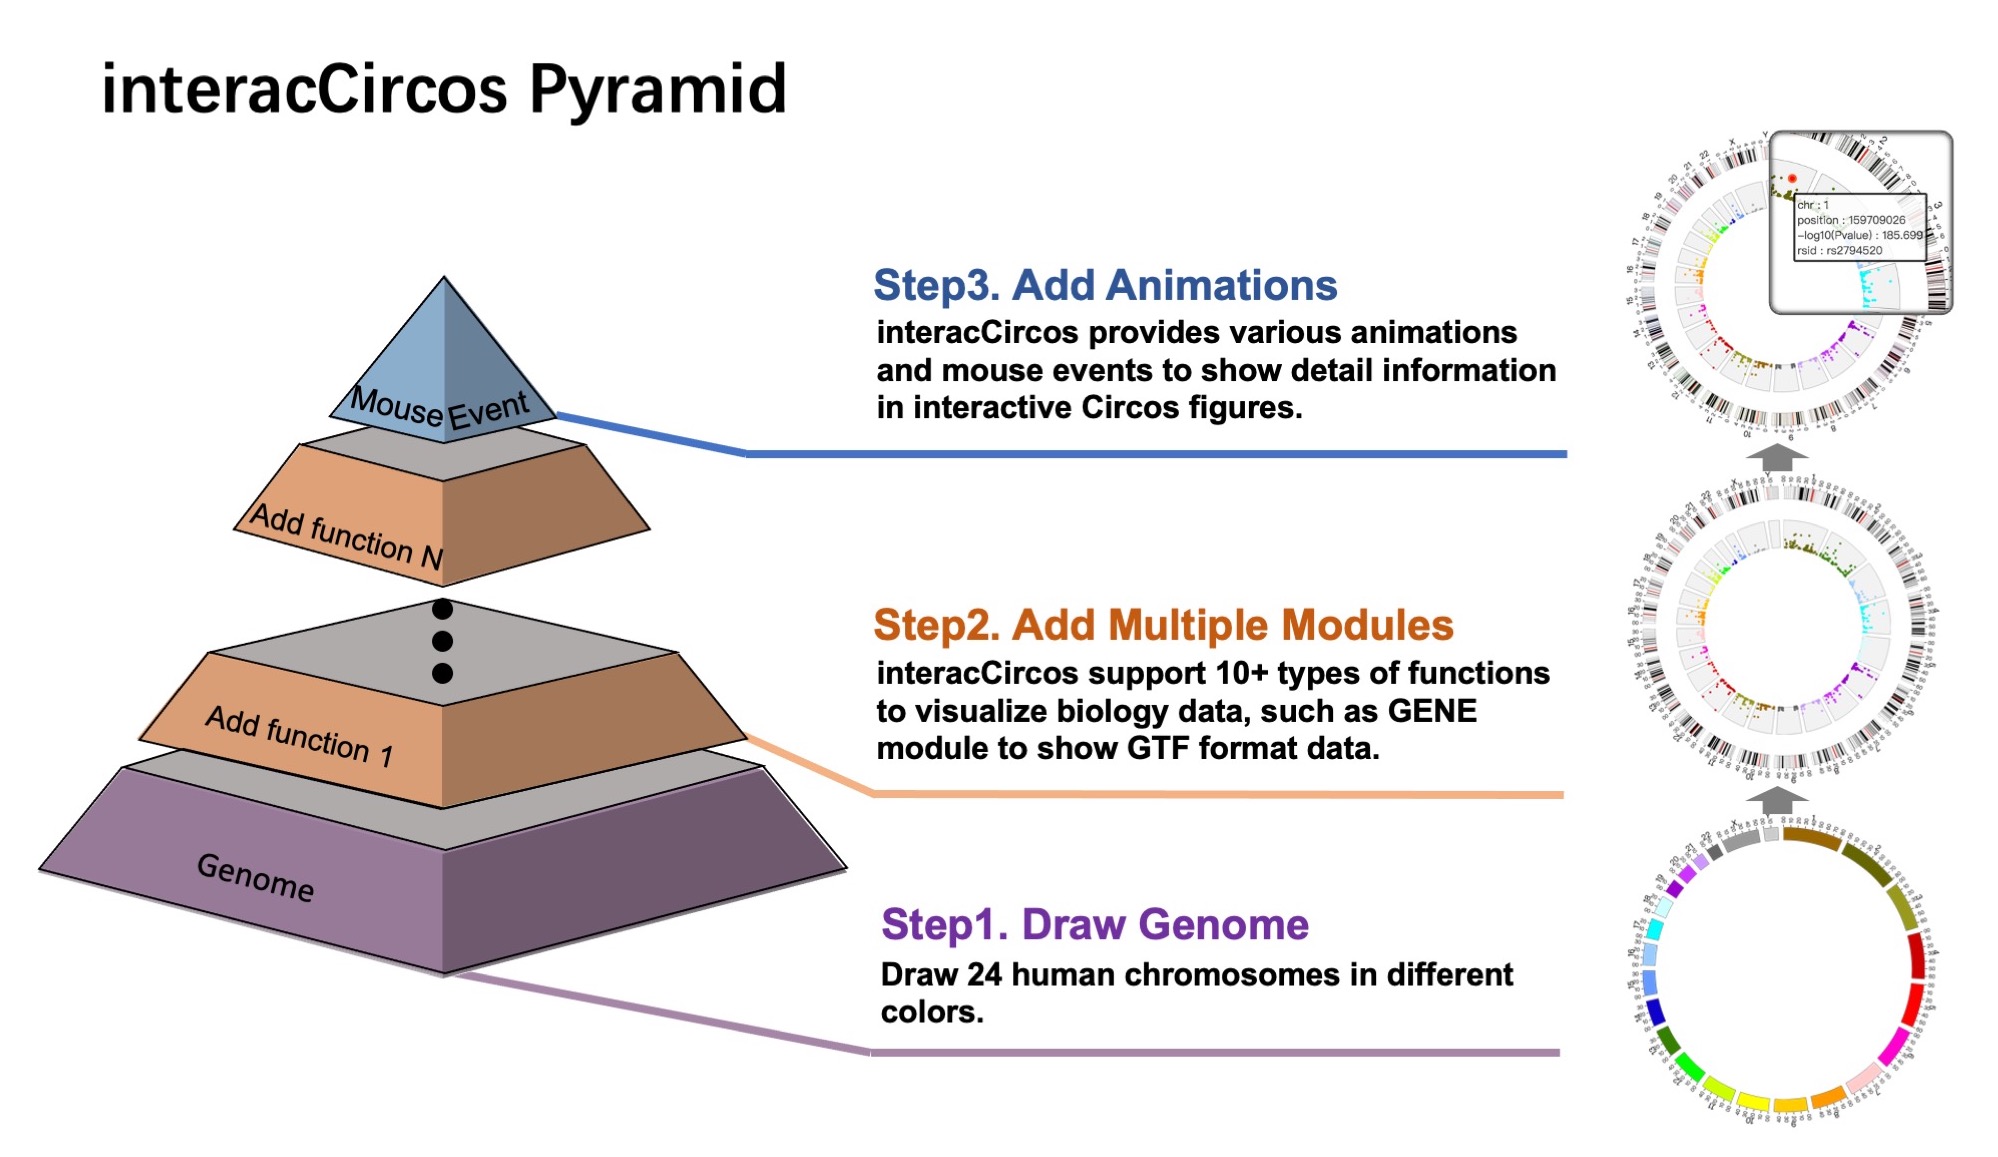 interacCircos Pyramid
Mouse Event
Add function N
Add function 1
Genome
Step3. Add Animations
interacCircos provides various animations
and mouse events to show detail information
in interactive Circos figures.
Step2. Add Multiple Modules
interacCircos support 10+ types of functions
to visualize biology data, such as GENE
module to show GTF format data.
Step1. Draw Genome
Draw 24 human chromosomes in different
colors.
chr : 1
position : 159709026
-log10(Pvalue) : 185.699
rsid : rs2794520